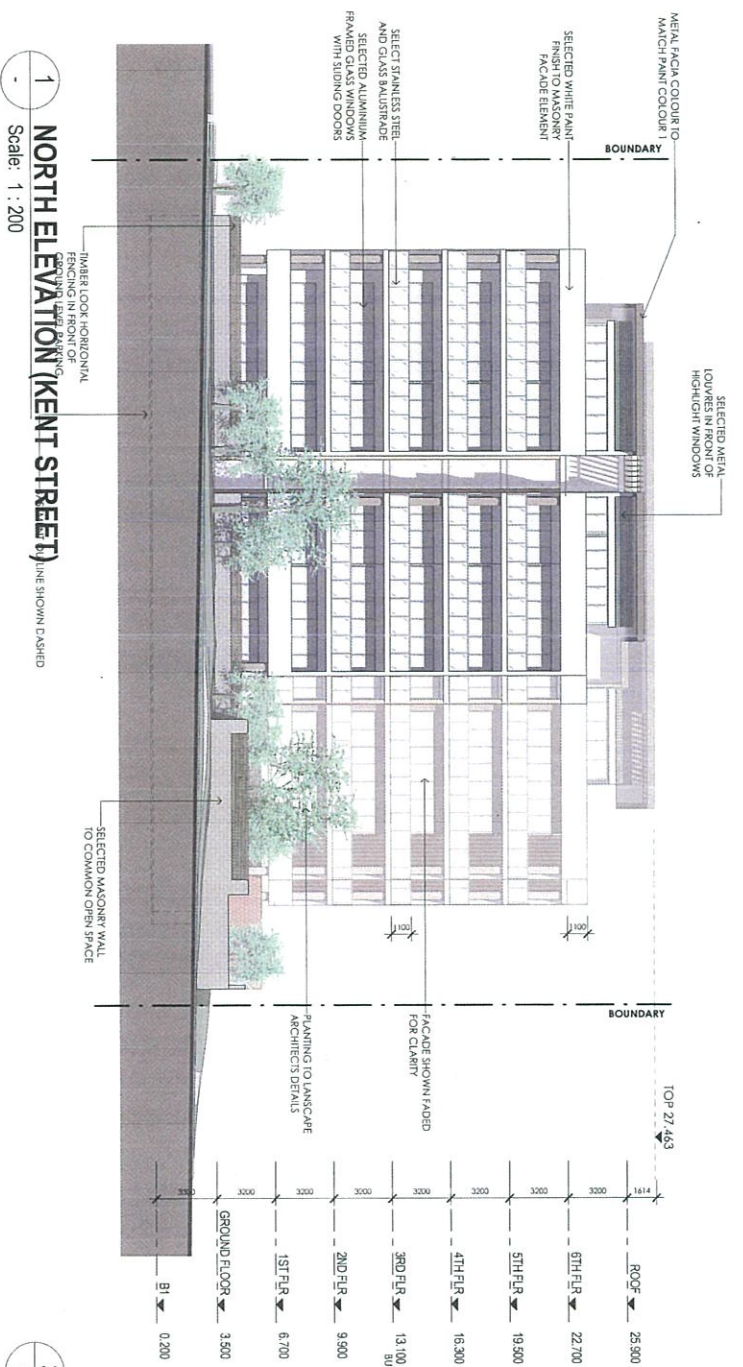 METAL FACIA COLOUR TO
MATCH PAINT COLOUR 1
SELECTED METAL
LOUVRES IN FRONT OF
HIGHLIGHT WINDOWS
SELECTED WHITE PAINT
FINISH TO MASONRY
FACADE ELEMENT
SELECT STAINLESS STEEL
AND GLASS BALUSTRADE
SELECTED ALUMINIUM
FRAMED GLASS WINDOWS
WITH SLIDING DOORS
BOUNDARY
BOUNDARY
TOP 27.463
1614
3200
3200
3200
3200
3200
3200
3200
3300
ROOF 25.900
6TH FLR 22.700
5TH FLR 19.500
4TH FLR 16.300
3RD FLR 13.100
BU
2ND FLR 9.900
1ST FLR 6.700
GROUND FLOOR 3.500
B1 0.200
1100
1100
FACADE SHOWN FADED
FOR CLARITY
PLANTING TO LANSCAPE
ARCHITECTS DETAILS
SELECTED MASONRY WALL
TO COMMON OPEN SPACE
TIMBER LOOK HORIZONTAL
FENCING IN FRONT OF
GROUND LEVEL PARKING
LINE SHOWN DASHED
1
-
NORTH ELEVATION (KENT STREET)
Scale: 1 : 200